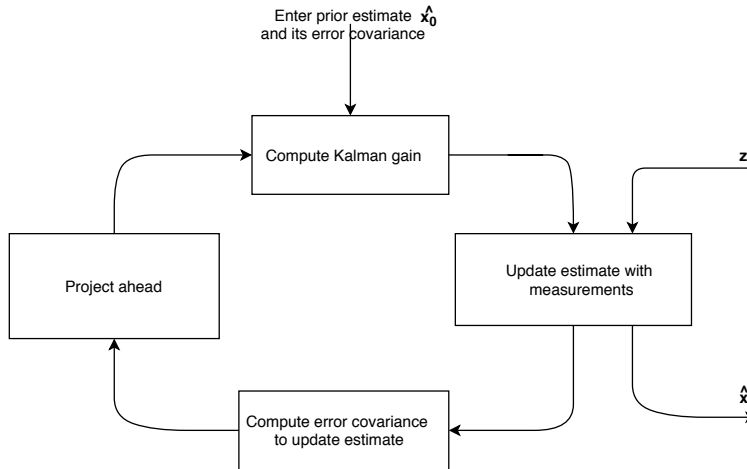 Enter prior estimate x̂₀
and its error covariance
Compute Kalman gain
z
Project ahead
Update estimate with
measurements
x̂
Compute error covariance
to update estimate